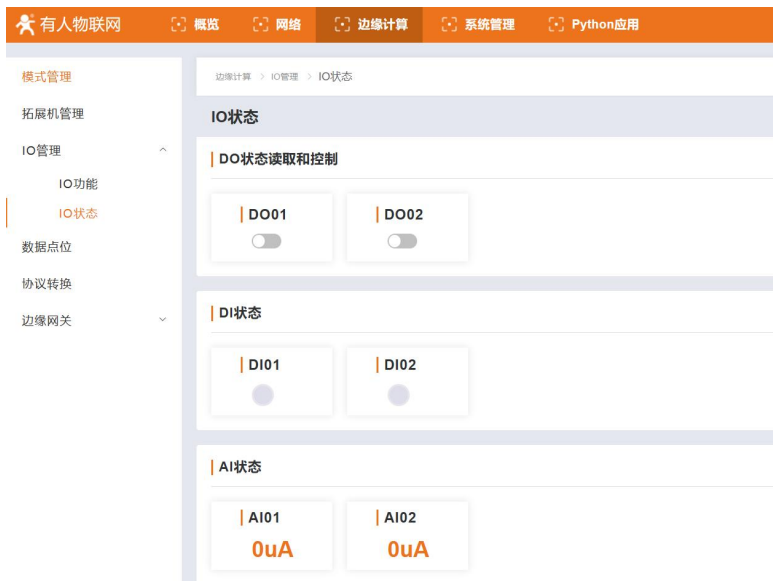 有人物联网 概览 网络 边缘计算 系统管理 Python应用
模式管理
拓展机管理
IO管理
IO功能
IO状态
数据点位
协议转换
边缘网关
边缘计算 > IO管理 > IO状态
IO状态
DO状态读取和控制
DO01 DO02
DI状态
DI01 DI02
AI状态
AI01 AI02
0uA 0uA